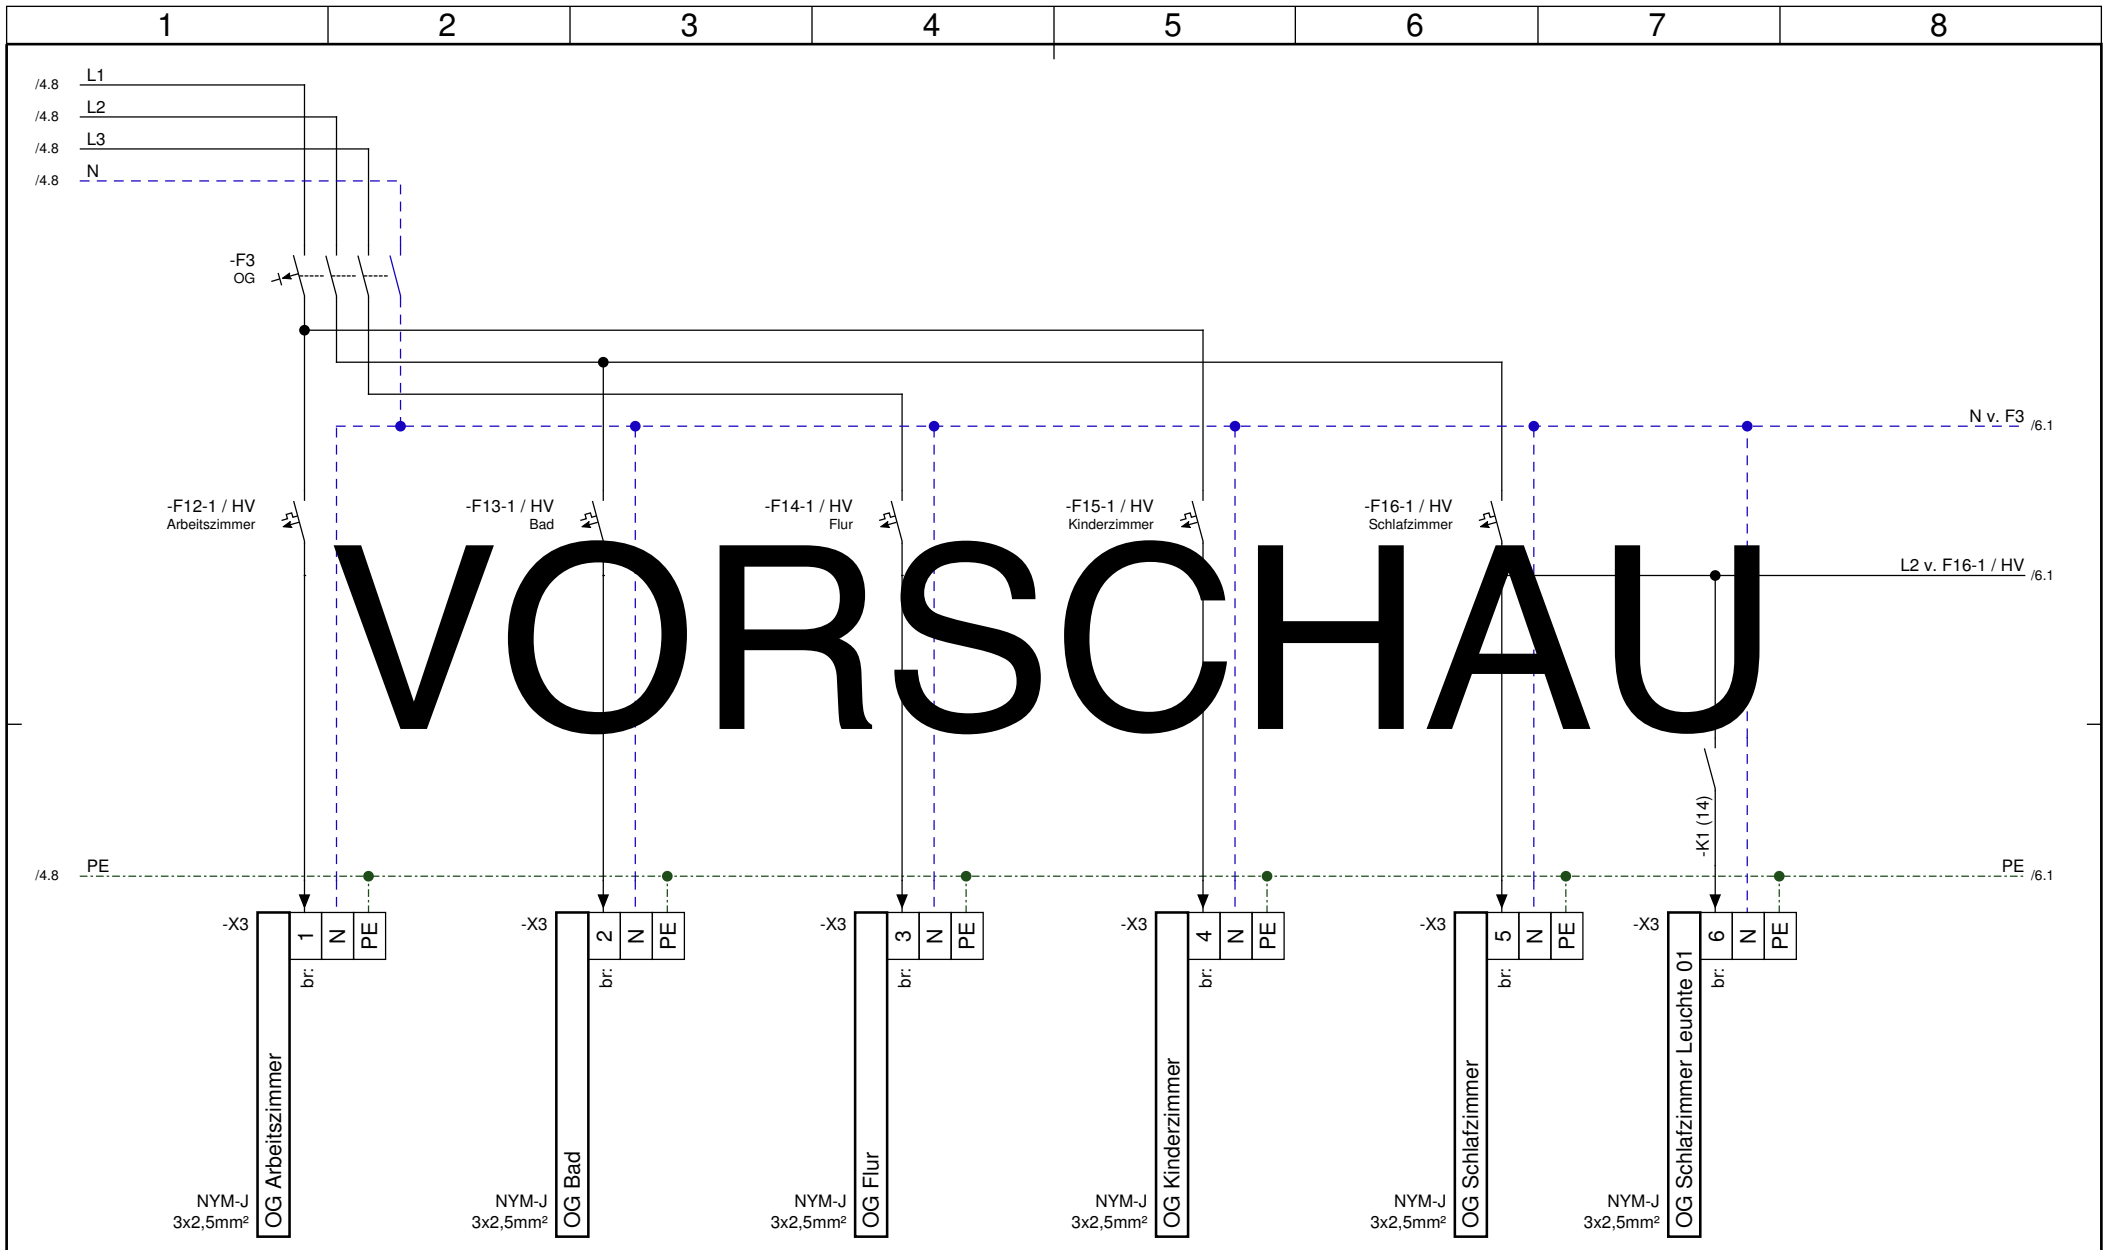 1 2 3 4 5 6 7 8
/4.8 L1
/4.8 L2
/4.8 L3
/4.8 N
-F3
OG
N v. F3 /6.1
-F12-1 / HV
Arbeitszimmer
-F13-1 / HV
Bad
-F14-1 / HV
Flur
-F15-1 / HV
Kinderzimmer
-F16-1 / HV
Schlafzimmer
L2 v. F16-1 / HV /6.1
VORSCHAU
-K1 (14)
/4.8 PE PE /6.1
-X3 1 N PE
br:
OG Arbeitszimmer
NYM-J
3x2,5mm²
-X3 2 N PE
br:
OG Bad
NYM-J
3x2,5mm²
-X3 3 N PE
br:
OG Flur
NYM-J
3x2,5mm²
-X3 4 N PE
br:
OG Kinderzimmer
NYM-J
3x2,5mm²
-X3 5 N PE
br:
OG Schlafzimmer
NYM-J
3x2,5mm²
-X3 6 N PE
br:
OG Schlafzimmer Leuchte 01
NYM-J
3x2,5mm²